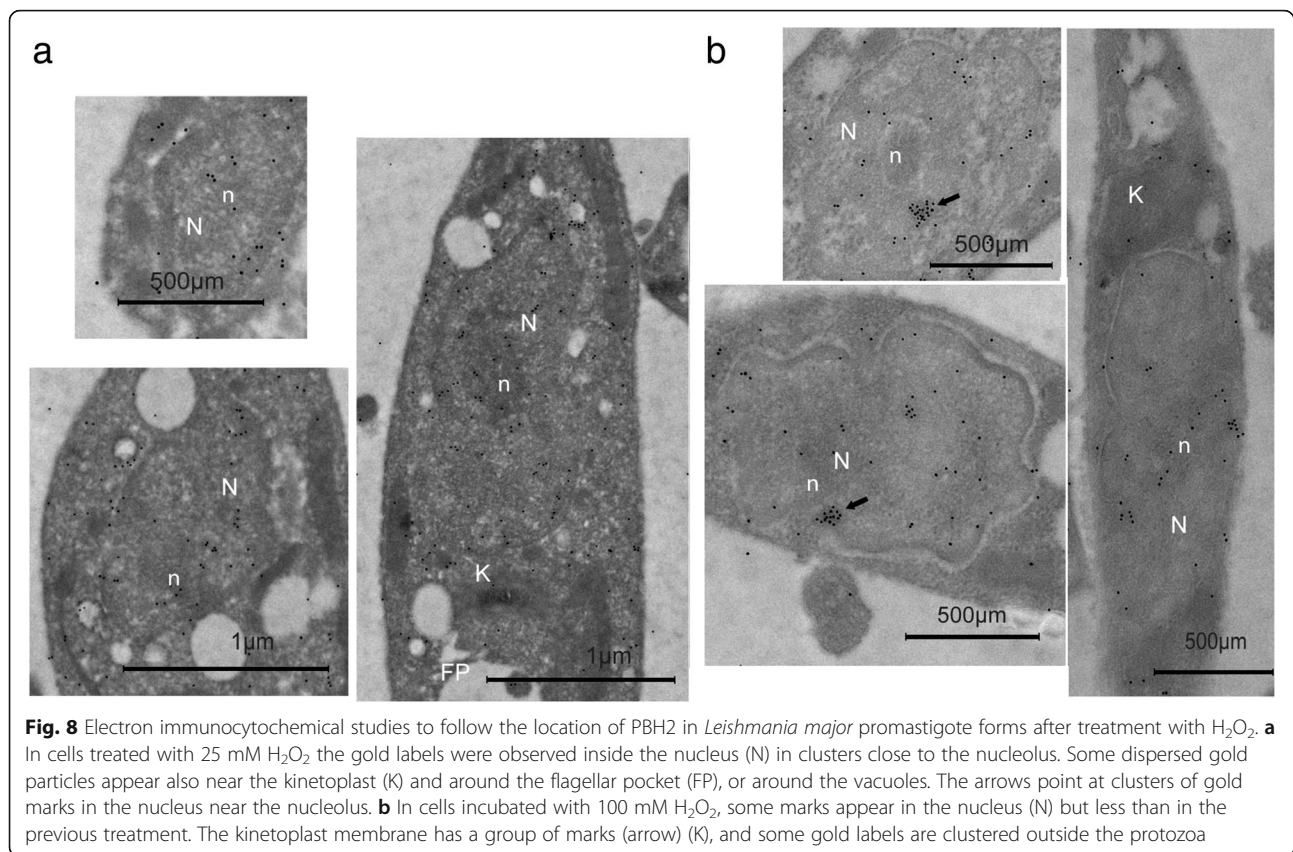 a
N
n
500µm
N
n
1µm
N
n
K
FP
1µm
b
N
n
500µm
N
n
500µm
K
n
N
500µm
Fig. 8 Electron immunocytochemical studies to follow the location of PBH2 in Leishmania major promastigote forms after treatment with H₂O₂. a
In cells treated with 25 mM H₂O₂ the gold labels were observed inside the nucleus (N) in clusters close to the nucleolus. Some dispersed gold
particles appear also near the kinetoplast (K) and around the flagellar pocket (FP), or around the vacuoles. The arrows point at clusters of gold
marks in the nucleus near the nucleolus. b In cells incubated with 100 mM H₂O₂, some marks appear in the nucleus (N) but less than in the
previous treatment. The kinetoplast membrane has a group of marks (arrow) (K), and some gold labels are clustered outside the protozoa